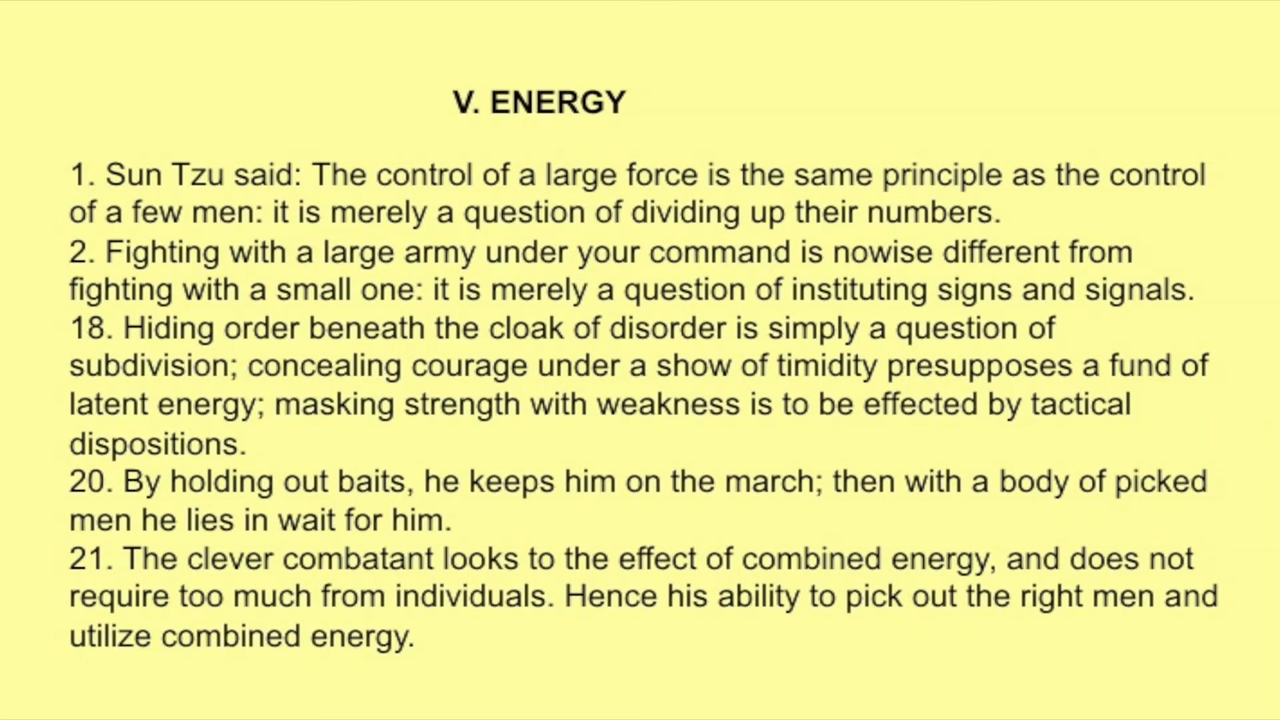 V. ENERGY
1. Sun Tzu said: The control of a large force is the same principle as the control
of a few men: it is merely a question of dividing up their numbers.
2. Fighting with a large army under your command is nowise different from
fighting with a small one: it is merely a question of instituting signs and signals.
18. Hiding order beneath the cloak of disorder is simply a question of
subdivision; concealing courage under a show of timidity presupposes a fund of
latent energy; masking strength with weakness is to be effected by tactical
dispositions.
20. By holding out baits, he keeps him on the march; then with a body of picked
men he lies in wait for him.
21. The clever combatant looks to the effect of combined energy, and does not
require too much from individuals. Hence his ability to pick out the right men and
utilize combined energy.